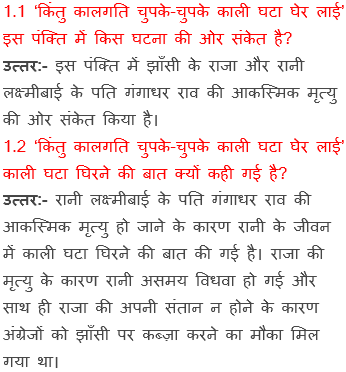 1.1 ‘किंतु कालगति चुपके-चुपके काली घटा घेर लाई’
इस पंक्ति में किस घटना की ओर संकेत है?
उत्तर:- इस पंक्ति में झाँसी के राजा और रानी
लक्ष्मीबाई के पति गंगाधर राव की आकस्मिक मृत्यु
की ओर संकेत किया है।
1.2 ‘किंतु कालगति चुपके-चुपके काली घटा घेर लाई’
काली घटा घिरने की बात क्यों कही गई है?
उत्तर:- रानी लक्ष्मीबाई के पति गंगाधर राव की
आकस्मिक मृत्यु हो जाने के कारण रानी के जीवन
में काली घटा घिरने की बात की गई है। राजा की
मृत्यु के कारण रानी असमय विधवा हो गई और
साथ ही राजा की अपनी संतान न होने के कारण
अंग्रेजों को झाँसी पर कब्ज़ा करने का मौका मिल
गया था।